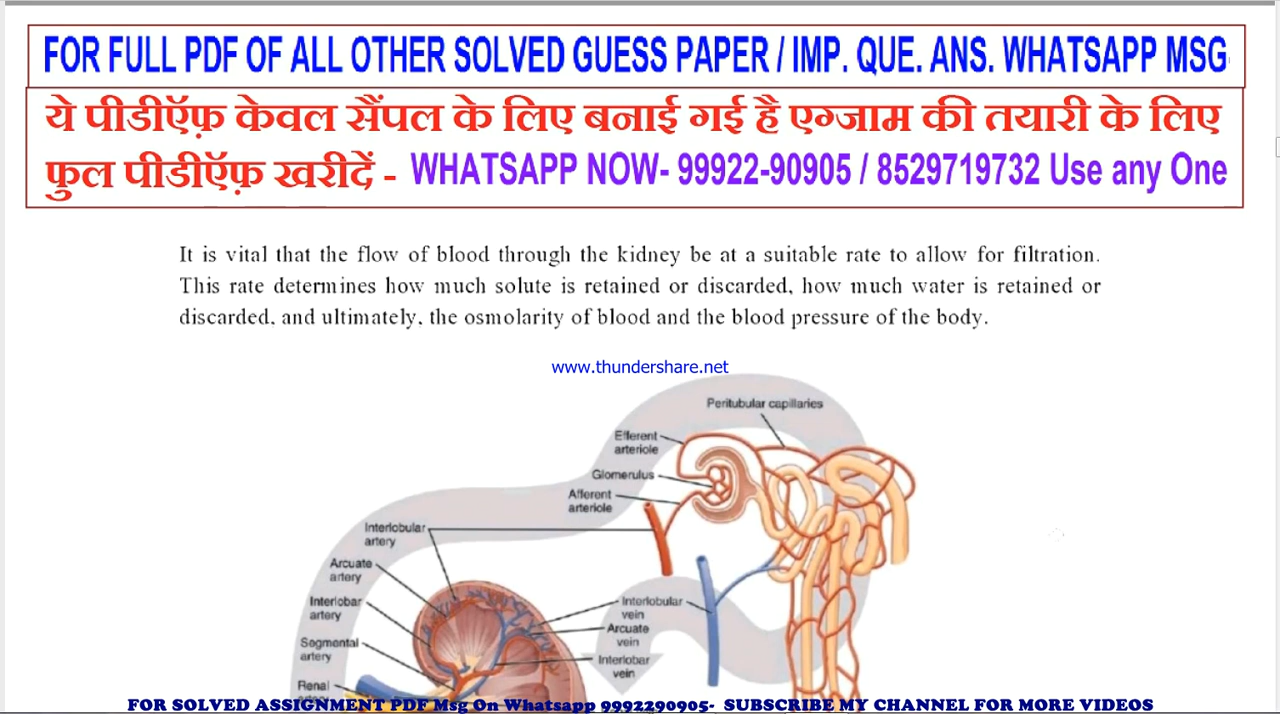 FOR FULL PDF OF ALL OTHER SOLVED GUESS PAPER / IMP. QUE. ANS. WHATSAPP MSG
ये पीडीऍफ़ केवल सैंपल के लिए बनाई गई है एग्जाम की तयारी के लिए
फुल पीडीऍफ़ खरीदें - WHATSAPP NOW- 99922-90905 / 8529719732 Use any One
It is vital that the flow of blood through the kidney be at a suitable rate to allow for filtration.
This rate determines how much solute is retained or discarded, how much water is retained or
discarded, and ultimately, the osmolarity of blood and the blood pressure of the body.
www.thundershare.net
Peritubular capillaries
Efferent
arteriole
Glomerulus
Afferent
arteriole
Interlobular
artery
Arcuate
artery
Interlobar
artery
Segmental
artery
Renal
Interlobular
vein
Arcuate
vein
Interlobar
vein
FOR SOLVED ASSIGNMENT PDF Msg On Whatsapp 9992290905- SUBSCRIBE MY CHANNEL FOR MORE VIDEOS